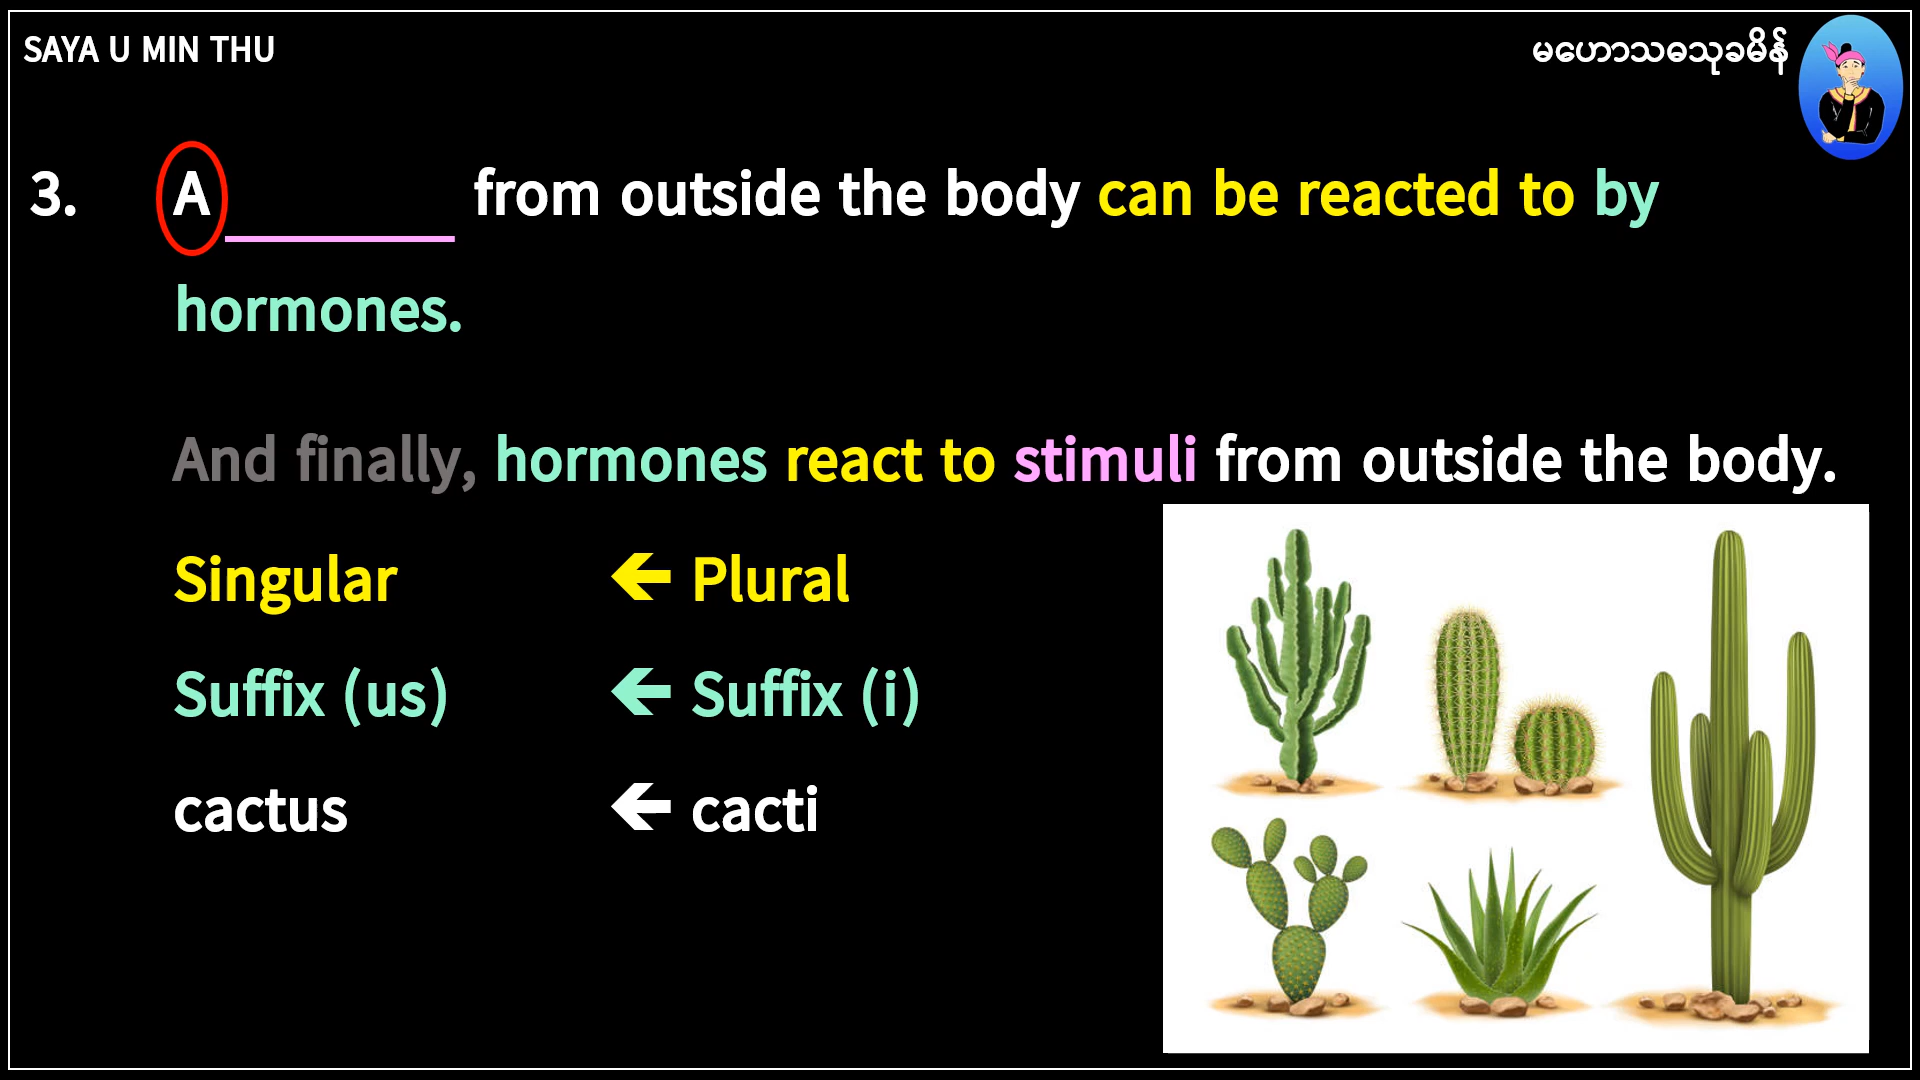 SAYA U MIN THU
မဟောသဓသုခမိန်
3. A_______ from outside the body can be reacted to by
hormones.
And finally, hormones react to stimuli from outside the body.
Singular 🡸 Plural
Suffix (us) 🡸 Suffix (i)
cactus 🡸 cacti